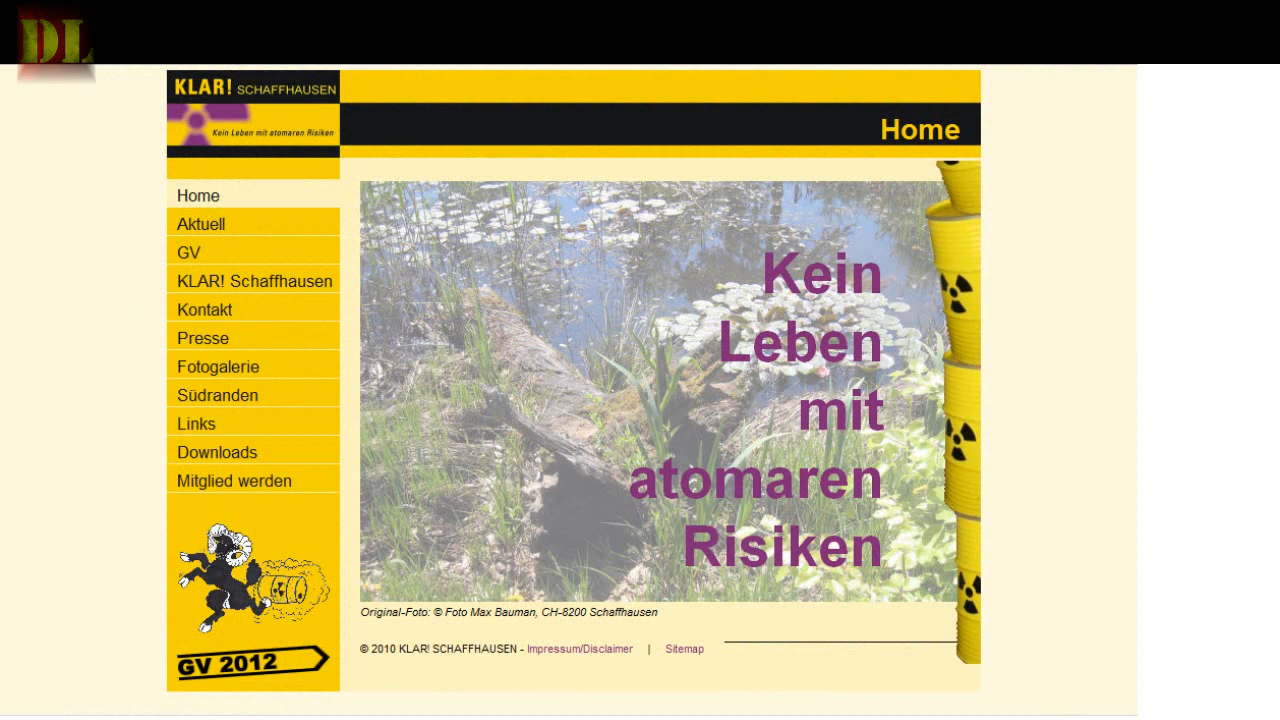 DL
KLAR! SCHAFFHAUSEN
Kein Leben mit atomaren Risiken
Home
Home
Aktuell
GV
KLAR! Schaffhausen
Kontakt
Presse
Fotogalerie
Südranden
Links
Downloads
Mitglied werden
GV 2012
Kein
Leben
mit
atomaren
Risiken
Original-Foto: © Foto Max Bauman, CH-8200 Schaffhausen
© 2010 KLAR! SCHAFFHAUSEN - Impressum/Disclaimer | Sitemap